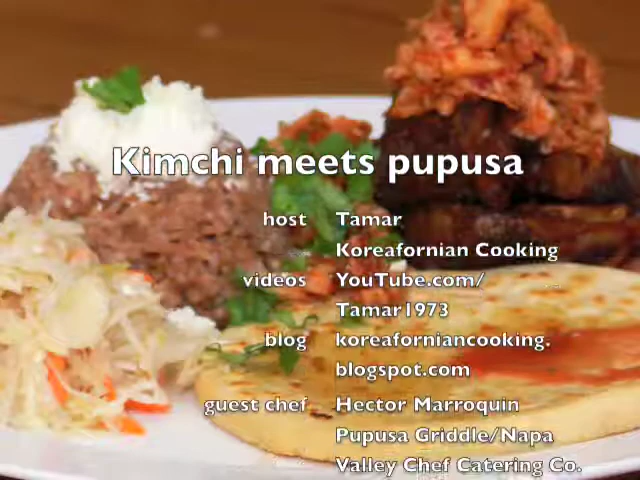 Kimchi meets pupusa
host Tamar
Koreafornian Cooking
videos YouTube.com/
Tamar1973
blog koreaforniancooking.
blogspot.com
guest chef Hector Marroquin
Pupusa Griddle/Napa
Valley Chef Catering Co.